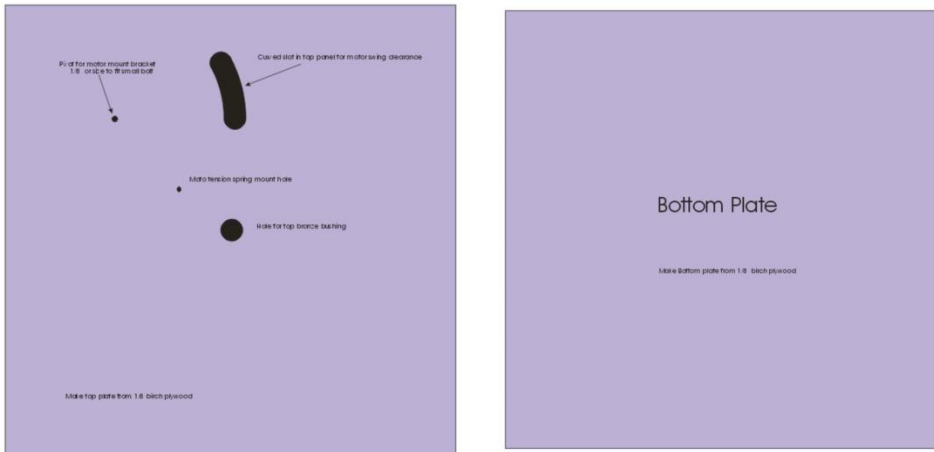 Pivot for motor mount bracket
1/8" or size to fit small bolt
Curved slot in top panel for motor swing clearance
Moto tension spring mount hole
Hole for top bronze bushing
Make top plate from 1/8" birch plywood
Bottom Plate
Make Bottom plate from 1/8" birch plywood